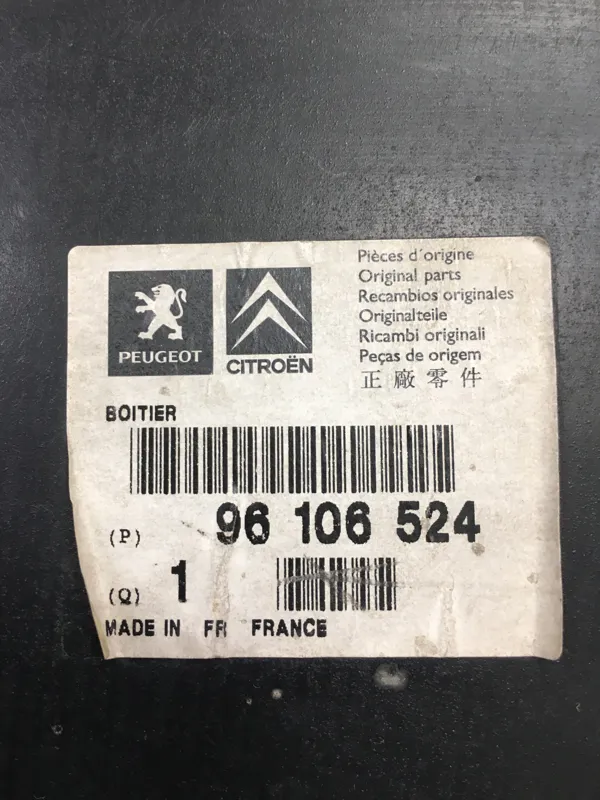 PEUGEOT
CITROËN
Pièces d'origine
Original parts
Recambios originales
Originalteile
Ricambi originali
Peças de origem
正廠零件
BOITIER
(P) 96 106 524
(Q) 1
MADE IN FR FRANCE